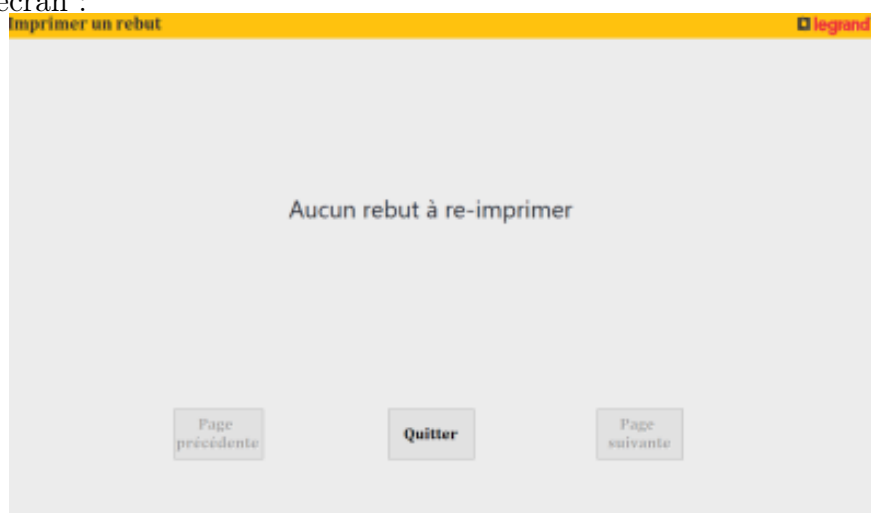 écran :
Imprimer un rebut
legrand
Aucun rebut à re-imprimer
Page
précédente
Quitter
Page
suivante